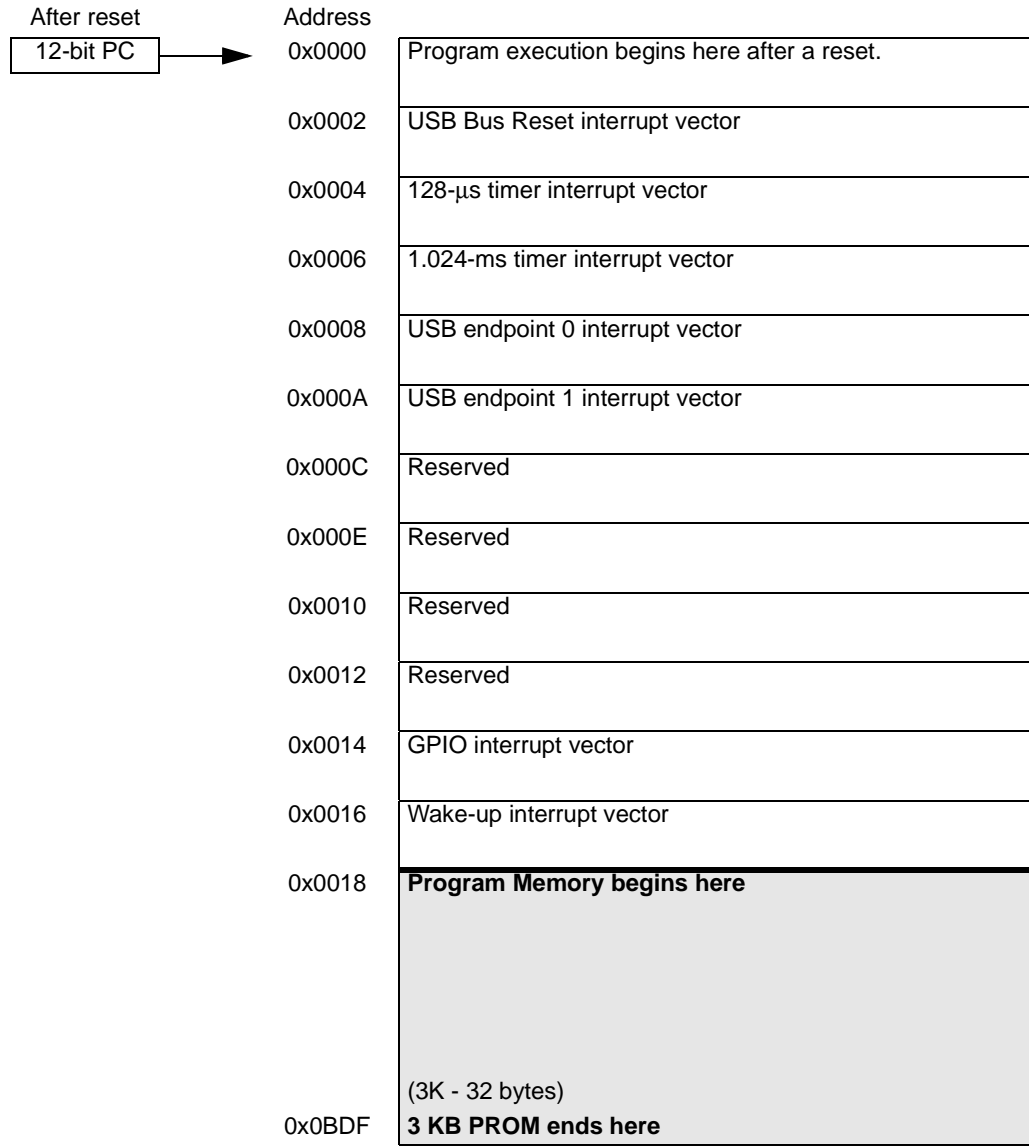 After reset Address
12-bit PC 0x0000 Program execution begins here after a reset.
0x0002 USB Bus Reset interrupt vector
0x0004 128-μs timer interrupt vector
0x0006 1.024-ms timer interrupt vector
0x0008 USB endpoint 0 interrupt vector
0x000A USB endpoint 1 interrupt vector
0x000C Reserved
0x000E Reserved
0x0010 Reserved
0x0012 Reserved
0x0014 GPIO interrupt vector
0x0016 Wake-up interrupt vector
0x0018 Program Memory begins here
(3K - 32 bytes)
0x0BDF 3 KB PROM ends here